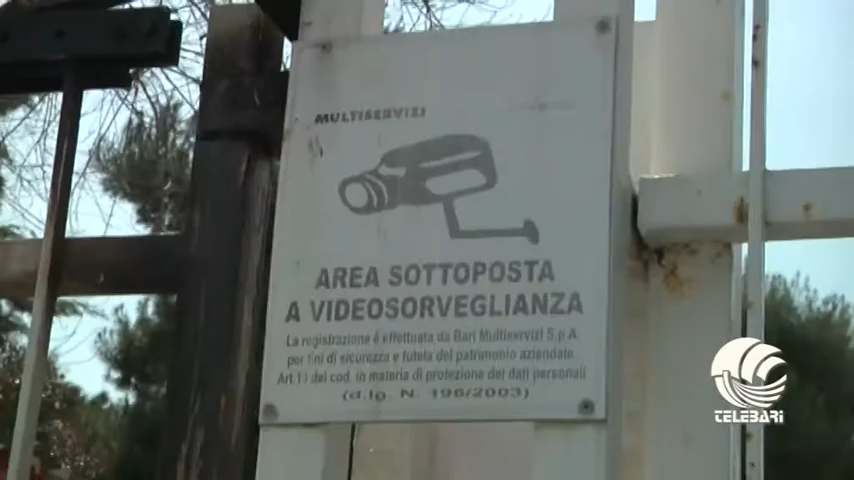 MULTISERVIZI
AREA SOTTOPOSTA
A VIDEOSORVEGLIANZA
La registrazione è effettuata da Bari Multiservizi S.p.A
per fini di sicurezza e tutela del patrimonio aziendale
Art.13 del cod. in materia di protezione dei dati personali
(d.lg. N. 196/2003)
TELEBARI